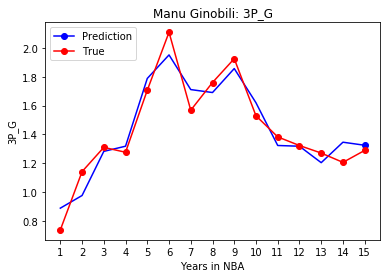 Manu Ginobili: 3P_G
Prediction
True
2.0
1.8
1.6
1.4
1.2
1.0
0.8
3P_G
1 2 3 4 5 6 7 8 9 10 11 12 13 14 15
Years in NBA